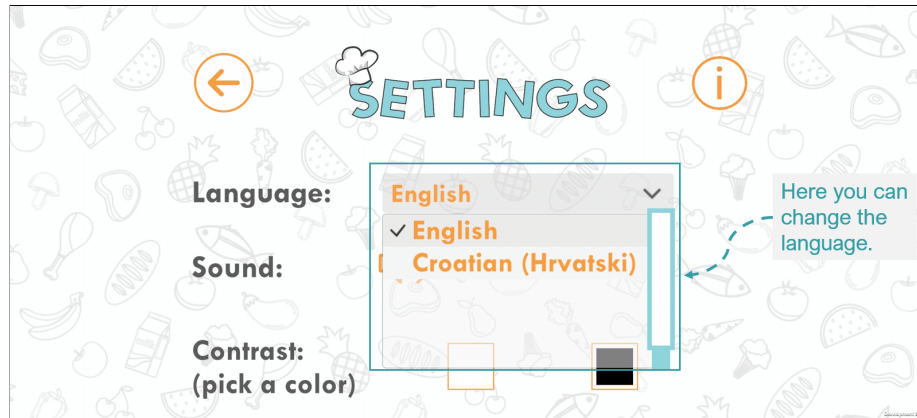 SETTINGS
i
Language:
English
Here you can
change the
language.
English
Croatian (Hrvatski)
Sound:
Contrast:
(pick a color)